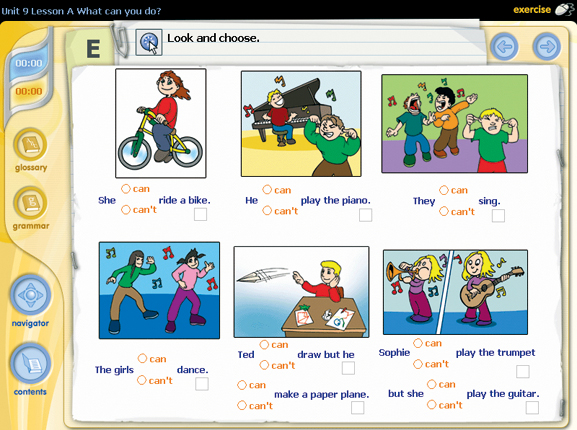 Unit 9 Lesson A What can you do?
exercise
E
Look and choose.
00:00
00:00
glossary
grammar
navigator
contents
She can can't ride a bike.
He can can't play the piano.
They can can't sing.
The girls can can't dance.
Ted can can't draw but he
can can't make a paper plane.
Sophie can can't play the trumpet
but she can can't play the guitar.